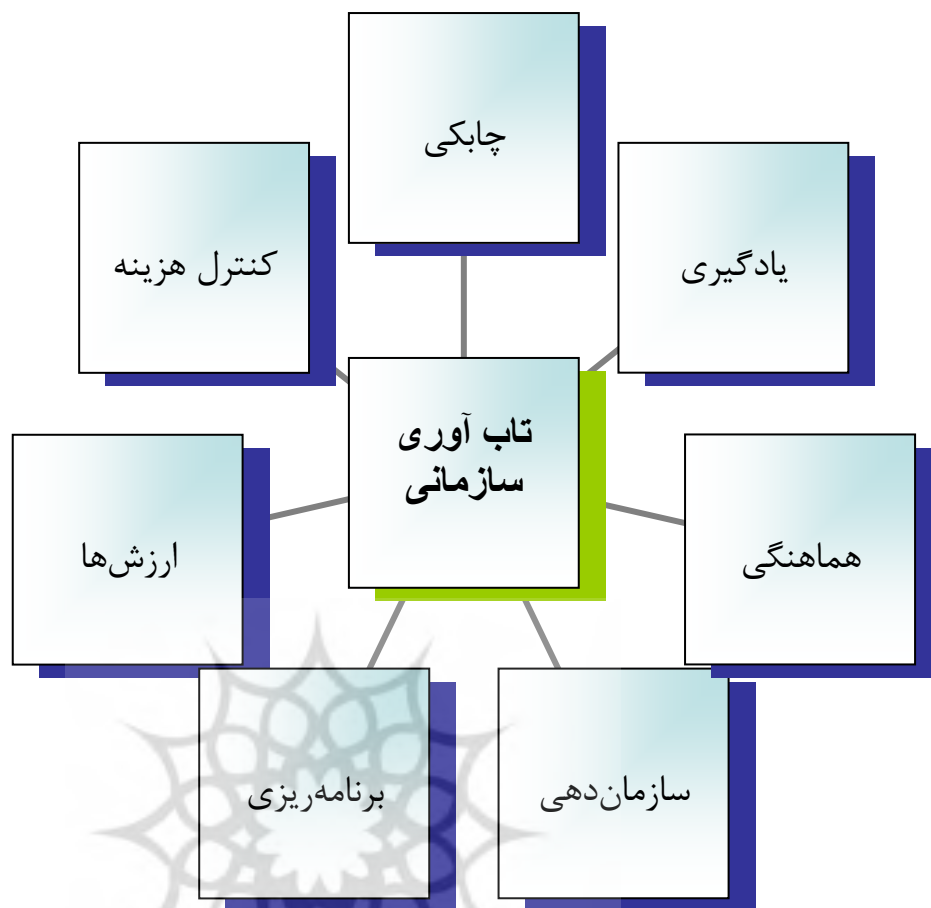 چابکی
کنترل هزینه
یادگیری
تاب آوری
سازمانی
ارزش‌ها
هماهنگی
برنامه‌ریزی
سازمان‌دهی